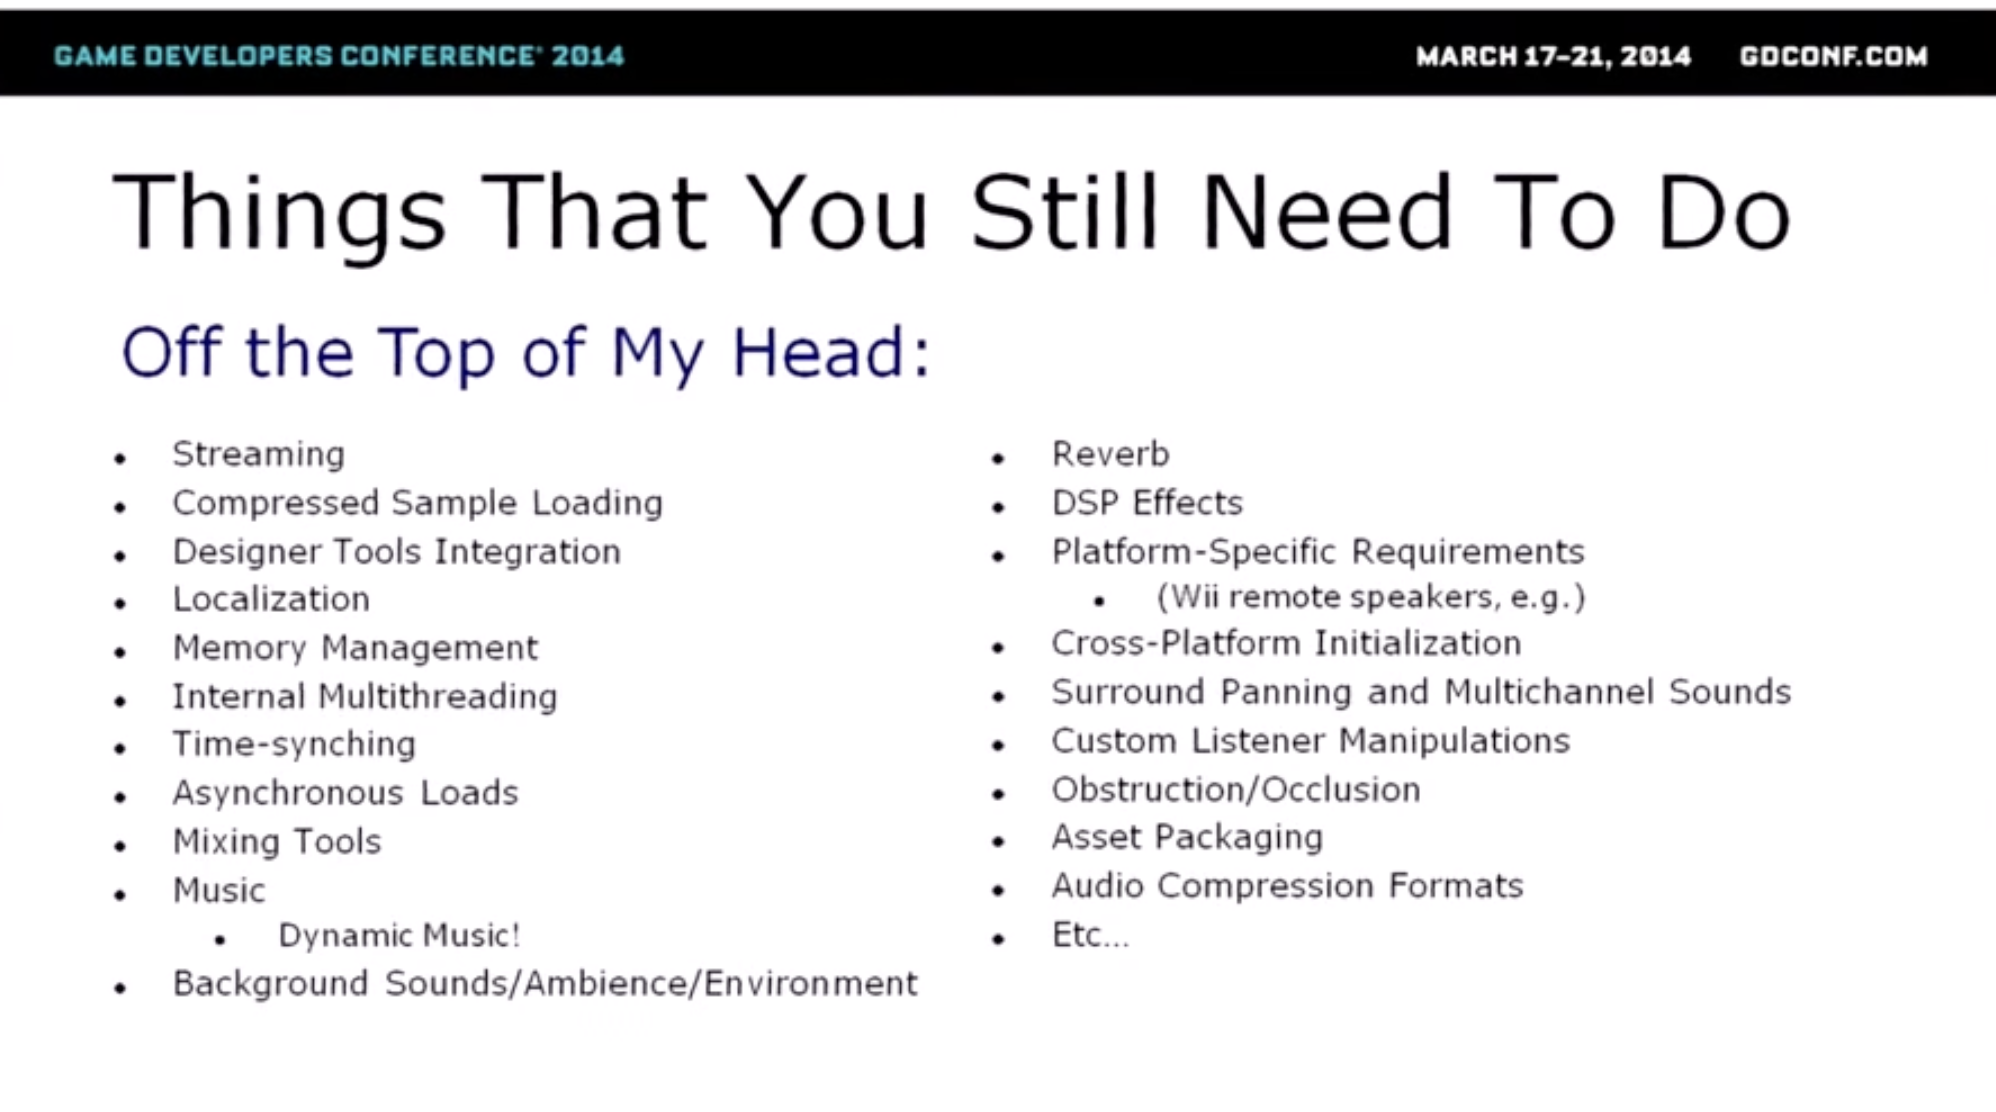 GAME DEVELOPERS CONFERENCE® 2014
MARCH 17–21, 2014 GDCONF.COM
Things That You Still Need To Do
Off the Top of My Head:
• Streaming
• Compressed Sample Loading
• Designer Tools Integration
• Localization
• Memory Management
• Internal Multithreading
• Time-synching
• Asynchronous Loads
• Mixing Tools
• Music
• Dynamic Music!
• Background Sounds/Ambience/Environment
• Reverb
• DSP Effects
• Platform-Specific Requirements
• (Wii remote speakers, e.g.)
• Cross-Platform Initialization
• Surround Panning and Multichannel Sounds
• Custom Listener Manipulations
• Obstruction/Occlusion
• Asset Packaging
• Audio Compression Formats
• Etc...